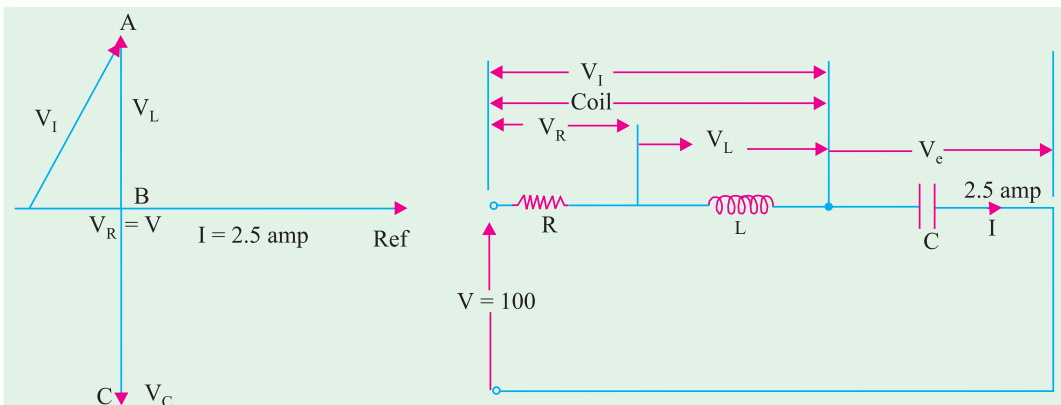 A
V_I
V_L
B
V_R = V
I = 2.5 amp
Ref
C
V_C
V_I
Coil
V_R
V_L
V_e
2.5 amp
R
L
C
I
V = 100